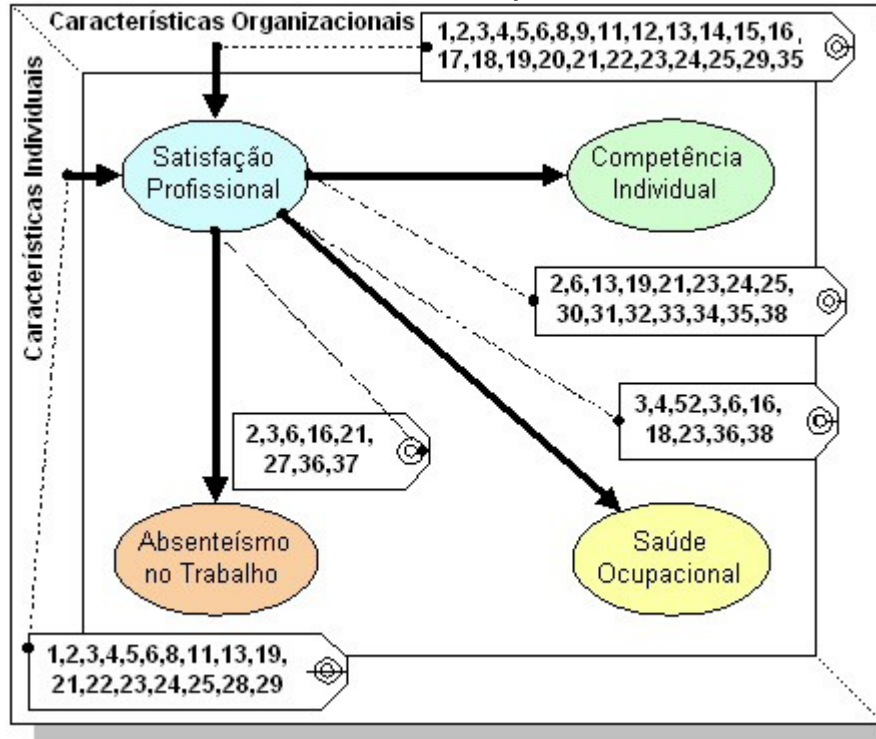 Características Organizacionais
1,2,3,4,5,6,8,9,11,12,13,14,15,16,
17,18,19,20,21,22,23,24,25,29,35
Características Individuais
Satisfação
Profissional
Competência
Individual
2,6,13,19,21,23,24,25,
30,31,32,33,34,35,38
3,4,52,3,6,16,
18,23,36,38
2,3,6,16,21,
27,36,37
Absenteísmo
no Trabalho
Saúde
Ocupacional
1,2,3,4,5,6,8,11,13,19,
21,22,23,24,25,28,29